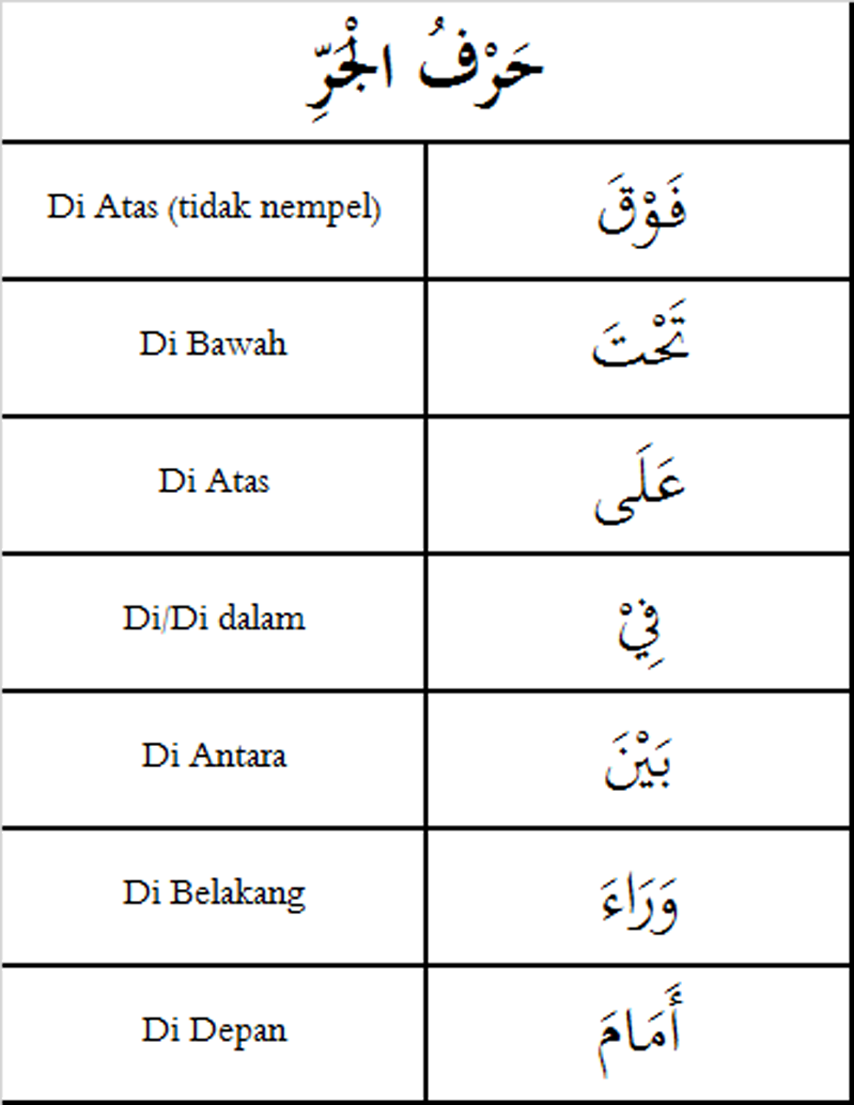 حَرْفُ الْجَرِّ
Di Atas (tidak nempel) فَوْقَ
Di Bawah تَحْتَ
Di Atas عَلَى
Di/Di dalam فِيْ
Di Antara بَيْنَ
Di Belakang وَرَاءَ
Di Depan أَمَامَ